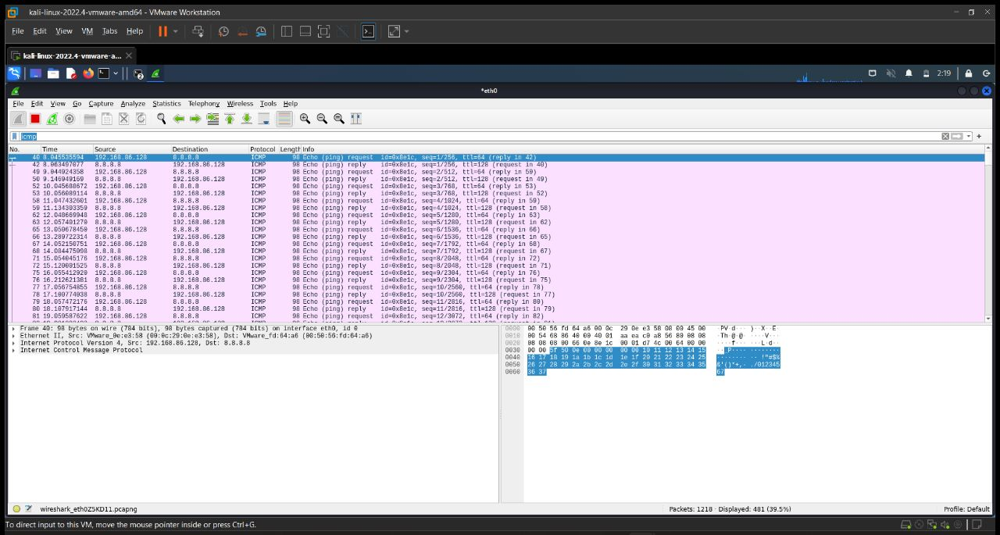 kali-linux-2022.4-vmware-amd64 - VMware Workstation
File Edit View VM Tabs Help
kali-linux-2022.4-vmware-a...
2:19
*eth0
File Edit View Go Capture Analyze Statistics Telephony Wireless Tools Help
icmp
No. Time Source Destination Protocol Length Info
40 8.045535594 192.168.86.128 8.8.8.8 ICMP 98 Echo (ping) request id=0x8e1c, seq=1/256, ttl=64 (reply in 42)
42 8.063497077 8.8.8.8 192.168.86.128 ICMP 98 Echo (ping) reply id=0x8e1c, seq=1/256, ttl=128 (request in 40)
49 9.044924358 192.168.86.128 8.8.8.8 ICMP 98 Echo (ping) request id=0x8e1c, seq=2/512, ttl=64 (reply in 50)
50 9.146949169 8.8.8.8 192.168.86.128 ICMP 98 Echo (ping) reply id=0x8e1c, seq=2/512, ttl=128 (request in 49)
52 10.045688672 192.168.86.128 8.8.8.8 ICMP 98 Echo (ping) request id=0x8e1c, seq=3/768, ttl=64 (reply in 53)
53 10.056089114 8.8.8.8 192.168.86.128 ICMP 98 Echo (ping) reply id=0x8e1c, seq=3/768, ttl=128 (request in 52)
58 11.047432601 192.168.86.128 8.8.8.8 ICMP 98 Echo (ping) request id=0x8e1c, seq=4/1024, ttl=64 (reply in 59)
59 11.134303359 8.8.8.8 192.168.86.128 ICMP 98 Echo (ping) reply id=0x8e1c, seq=4/1024, ttl=128 (request in 58)
62 12.048669948 192.168.86.128 8.8.8.8 ICMP 98 Echo (ping) request id=0x8e1c, seq=5/1280, ttl=64 (reply in 63)
63 12.057401270 8.8.8.8 192.168.86.128 ICMP 98 Echo (ping) reply id=0x8e1c, seq=5/1280, ttl=128 (request in 62)
65 13.050678450 192.168.86.128 8.8.8.8 ICMP 98 Echo (ping) request id=0x8e1c, seq=6/1536, ttl=64 (reply in 66)
66 13.289722314 8.8.8.8 192.168.86.128 ICMP 98 Echo (ping) reply id=0x8e1c, seq=6/1536, ttl=128 (request in 65)
67 14.052150751 192.168.86.128 8.8.8.8 ICMP 98 Echo (ping) request id=0x8e1c, seq=7/1792, ttl=64 (reply in 68)
68 14.084475098 8.8.8.8 192.168.86.128 ICMP 98 Echo (ping) reply id=0x8e1c, seq=7/1792, ttl=128 (request in 67)
71 15.054045176 192.168.86.128 8.8.8.8 ICMP 98 Echo (ping) request id=0x8e1c, seq=8/2048, ttl=64 (reply in 72)
72 15.120001525 8.8.8.8 192.168.86.128 ICMP 98 Echo (ping) reply id=0x8e1c, seq=8/2048, ttl=128 (request in 71)
75 16.055412920 192.168.86.128 8.8.8.8 ICMP 98 Echo (ping) request id=0x8e1c, seq=9/2304, ttl=64 (reply in 76)
76 16.212621381 8.8.8.8 192.168.86.128 ICMP 98 Echo (ping) reply id=0x8e1c, seq=9/2304, ttl=128 (request in 75)
77 17.056754855 192.168.86.128 8.8.8.8 ICMP 98 Echo (ping) request id=0x8e1c, seq=10/2560, ttl=64 (reply in 78)
78 17.100774038 8.8.8.8 192.168.86.128 ICMP 98 Echo (ping) reply id=0x8e1c, seq=10/2560, ttl=128 (request in 77)
79 18.057472176 192.168.86.128 8.8.8.8 ICMP 98 Echo (ping) request id=0x8e1c, seq=11/2816, ttl=64 (reply in 80)
80 18.107917144 8.8.8.8 192.168.86.128 ICMP 98 Echo (ping) reply id=0x8e1c, seq=11/2816, ttl=128 (request in 79)
81 19.059587622 192.168.86.128 8.8.8.8 ICMP 98 Echo (ping) request id=0x8e1c, seq=12/3072, ttl=64 (reply in 82)
Frame 40: 98 bytes on wire (784 bits), 98 bytes captured (784 bits) on interface eth0, id 0
Ethernet II, Src: VMware_0e:e3:58 (00:0c:29:0e:e3:58), Dst: VMware_fd:64:a6 (00:50:56:fd:64:a6)
Internet Protocol Version 4, Src: 192.168.86.128, Dst: 8.8.8.8
Internet Control Message Protocol
0000 00 50 56 fd 64 a6 00 0c 29 0e e3 58 08 00 45 00 ·PV·d··· )··X··E·
0010 00 54 68 86 40 00 40 01 aa ea c0 a8 56 80 08 08 ·Th·@·@· ····V···
0020 08 08 08 00 66 0e 8e 1c 00 01 d7 4c 00 64 00 00 ····f··· ···L·d··
0030 00 00 5f 50 0e 00 00 00 00 00 10 11 12 13 14 15 ··_P···· ········
0040 16 17 18 19 1a 1b 1c 1d 1e 1f 20 21 22 23 24 25 ········ ·· !"#$%
0050 26 27 28 29 2a 2b 2c 2d 2e 2f 30 31 32 33 34 35 &'()*+,- ./012345
0060 36 37 67
wireshark_eth0Z5KD11.pcapng
Packets: 1218 · Displayed: 481 (39.5%)
Profile: Default
To direct input to this VM, move the mouse pointer inside or press Ctrl+G.